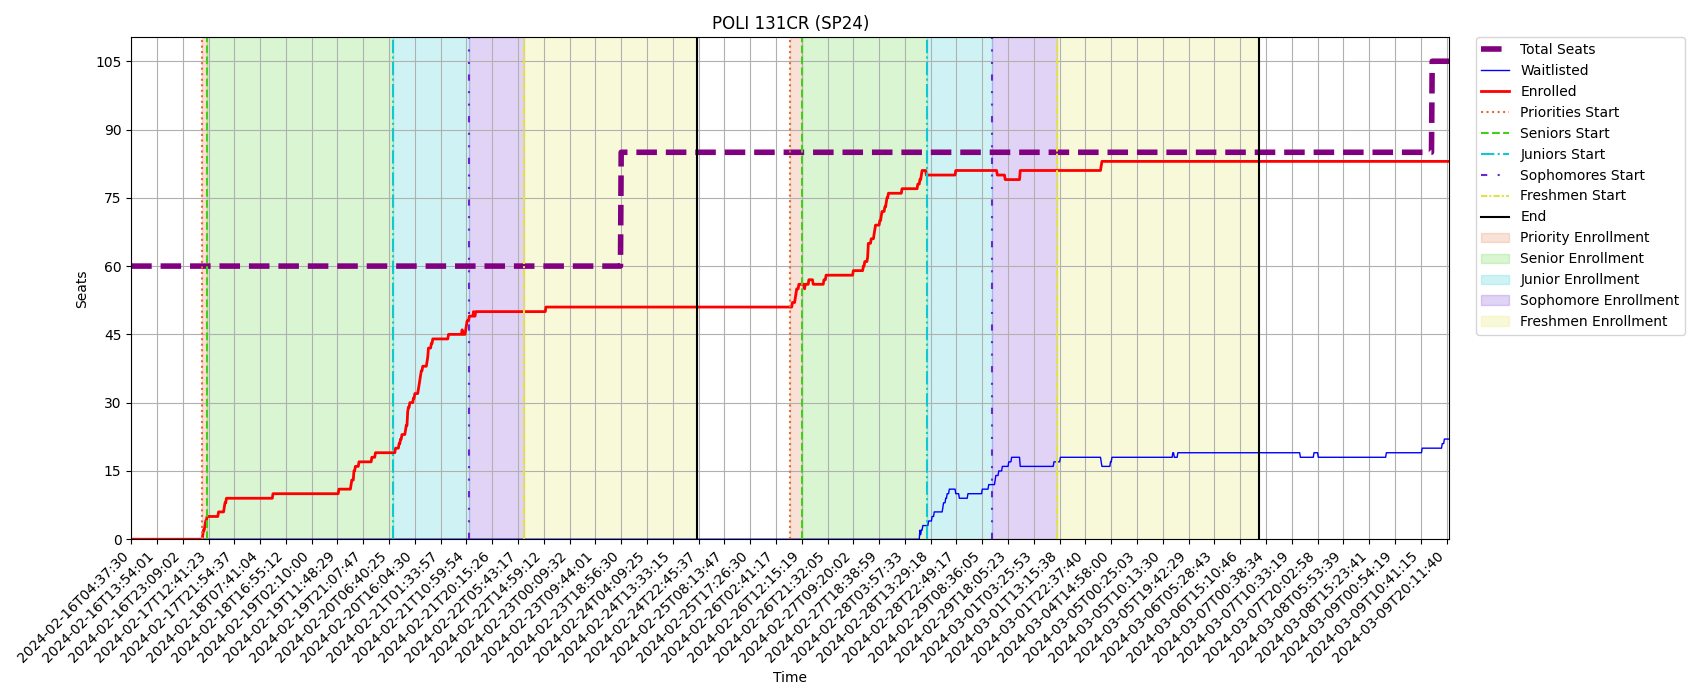 POLI 131CR (SP24)
Total Seats
Waitlisted
Enrolled
Priorities Start
Seniors Start
Juniors Start
Sophomores Start
Freshmen Start
End
Priority Enrollment
Senior Enrollment
Junior Enrollment
Sophomore Enrollment
Freshmen Enrollment
Seats
105
90
75
60
45
30
15
0
2024-02-16T04:37:30
2024-02-16T13:54:01
2024-02-16T23:09:02
2024-02-17T12:41:23
2024-02-17T21:54:37
2024-02-18T07:41:04
2024-02-18T16:55:12
2024-02-19T02:10:00
2024-02-19T11:48:29
2024-02-19T21:07:47
2024-02-20T06:40:25
2024-02-20T16:04:30
2024-02-21T01:33:57
2024-02-21T10:59:54
2024-02-21T20:15:26
2024-02-22T05:43:17
2024-02-22T14:59:12
2024-02-23T00:09:32
2024-02-23T09:44:01
2024-02-23T18:56:30
2024-02-24T04:09:25
2024-02-24T13:33:15
2024-02-24T22:45:37
2024-02-25T08:13:47
2024-02-25T17:26:30
2024-02-26T02:41:17
2024-02-26T12:15:19
2024-02-26T21:32:05
2024-02-27T09:20:02
2024-02-27T18:38:59
2024-02-28T03:57:33
2024-02-28T13:29:18
2024-02-28T22:49:17
2024-02-29T08:36:05
2024-02-29T18:05:23
2024-03-01T03:25:53
2024-03-01T13:15:38
2024-03-01T22:37:40
2024-03-04T14:58:00
2024-03-05T00:25:03
2024-03-05T10:13:30
2024-03-05T19:42:29
2024-03-06T05:28:43
2024-03-06T15:10:46
2024-03-07T00:38:34
2024-03-07T10:33:19
2024-03-07T20:02:58
2024-03-08T05:53:39
2024-03-08T15:23:41
2024-03-09T00:54:19
2024-03-09T10:41:15
2024-03-09T20:11:40
Time